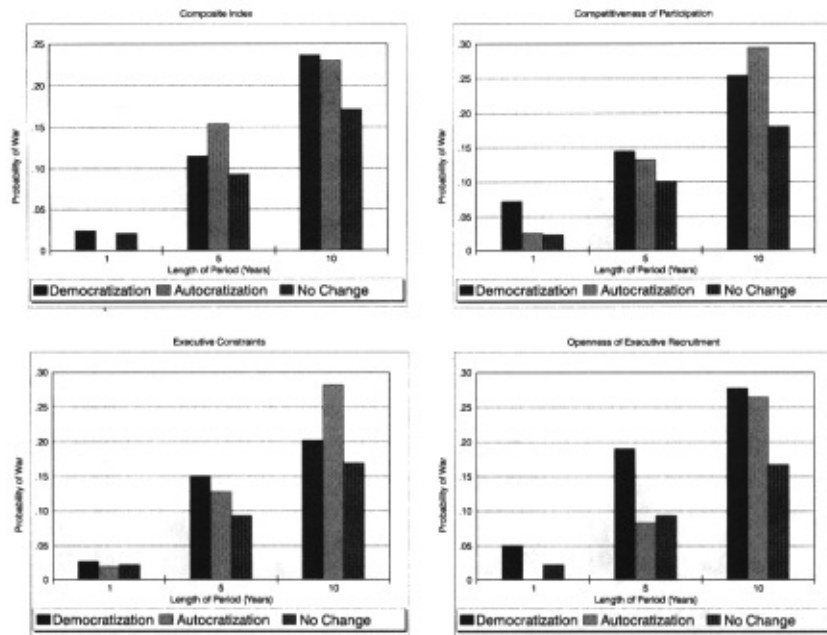 Composite Index
Probability of War
.25
.20
.15
.10
.05
0
1 5 10
Length of Period (Years)
Democratization Autocratization No Change
Competitiveness of Participation
Probability of War
.30
.25
.20
.15
.10
.05
0
1 5 10
Length of Period (Years)
Democratization Autocratization No Change
Executive Constraints
Probability of War
.30
.25
.20
.15
.10
.05
0
1 5 10
Length of Period (Years)
Democratization Autocratization No Change
Openness of Executive Recruitment
Probability of War
.30
.25
.20
.15
.10
.05
0
1 5 10
Length of Period (Years)
Democratization Autocratization No Change